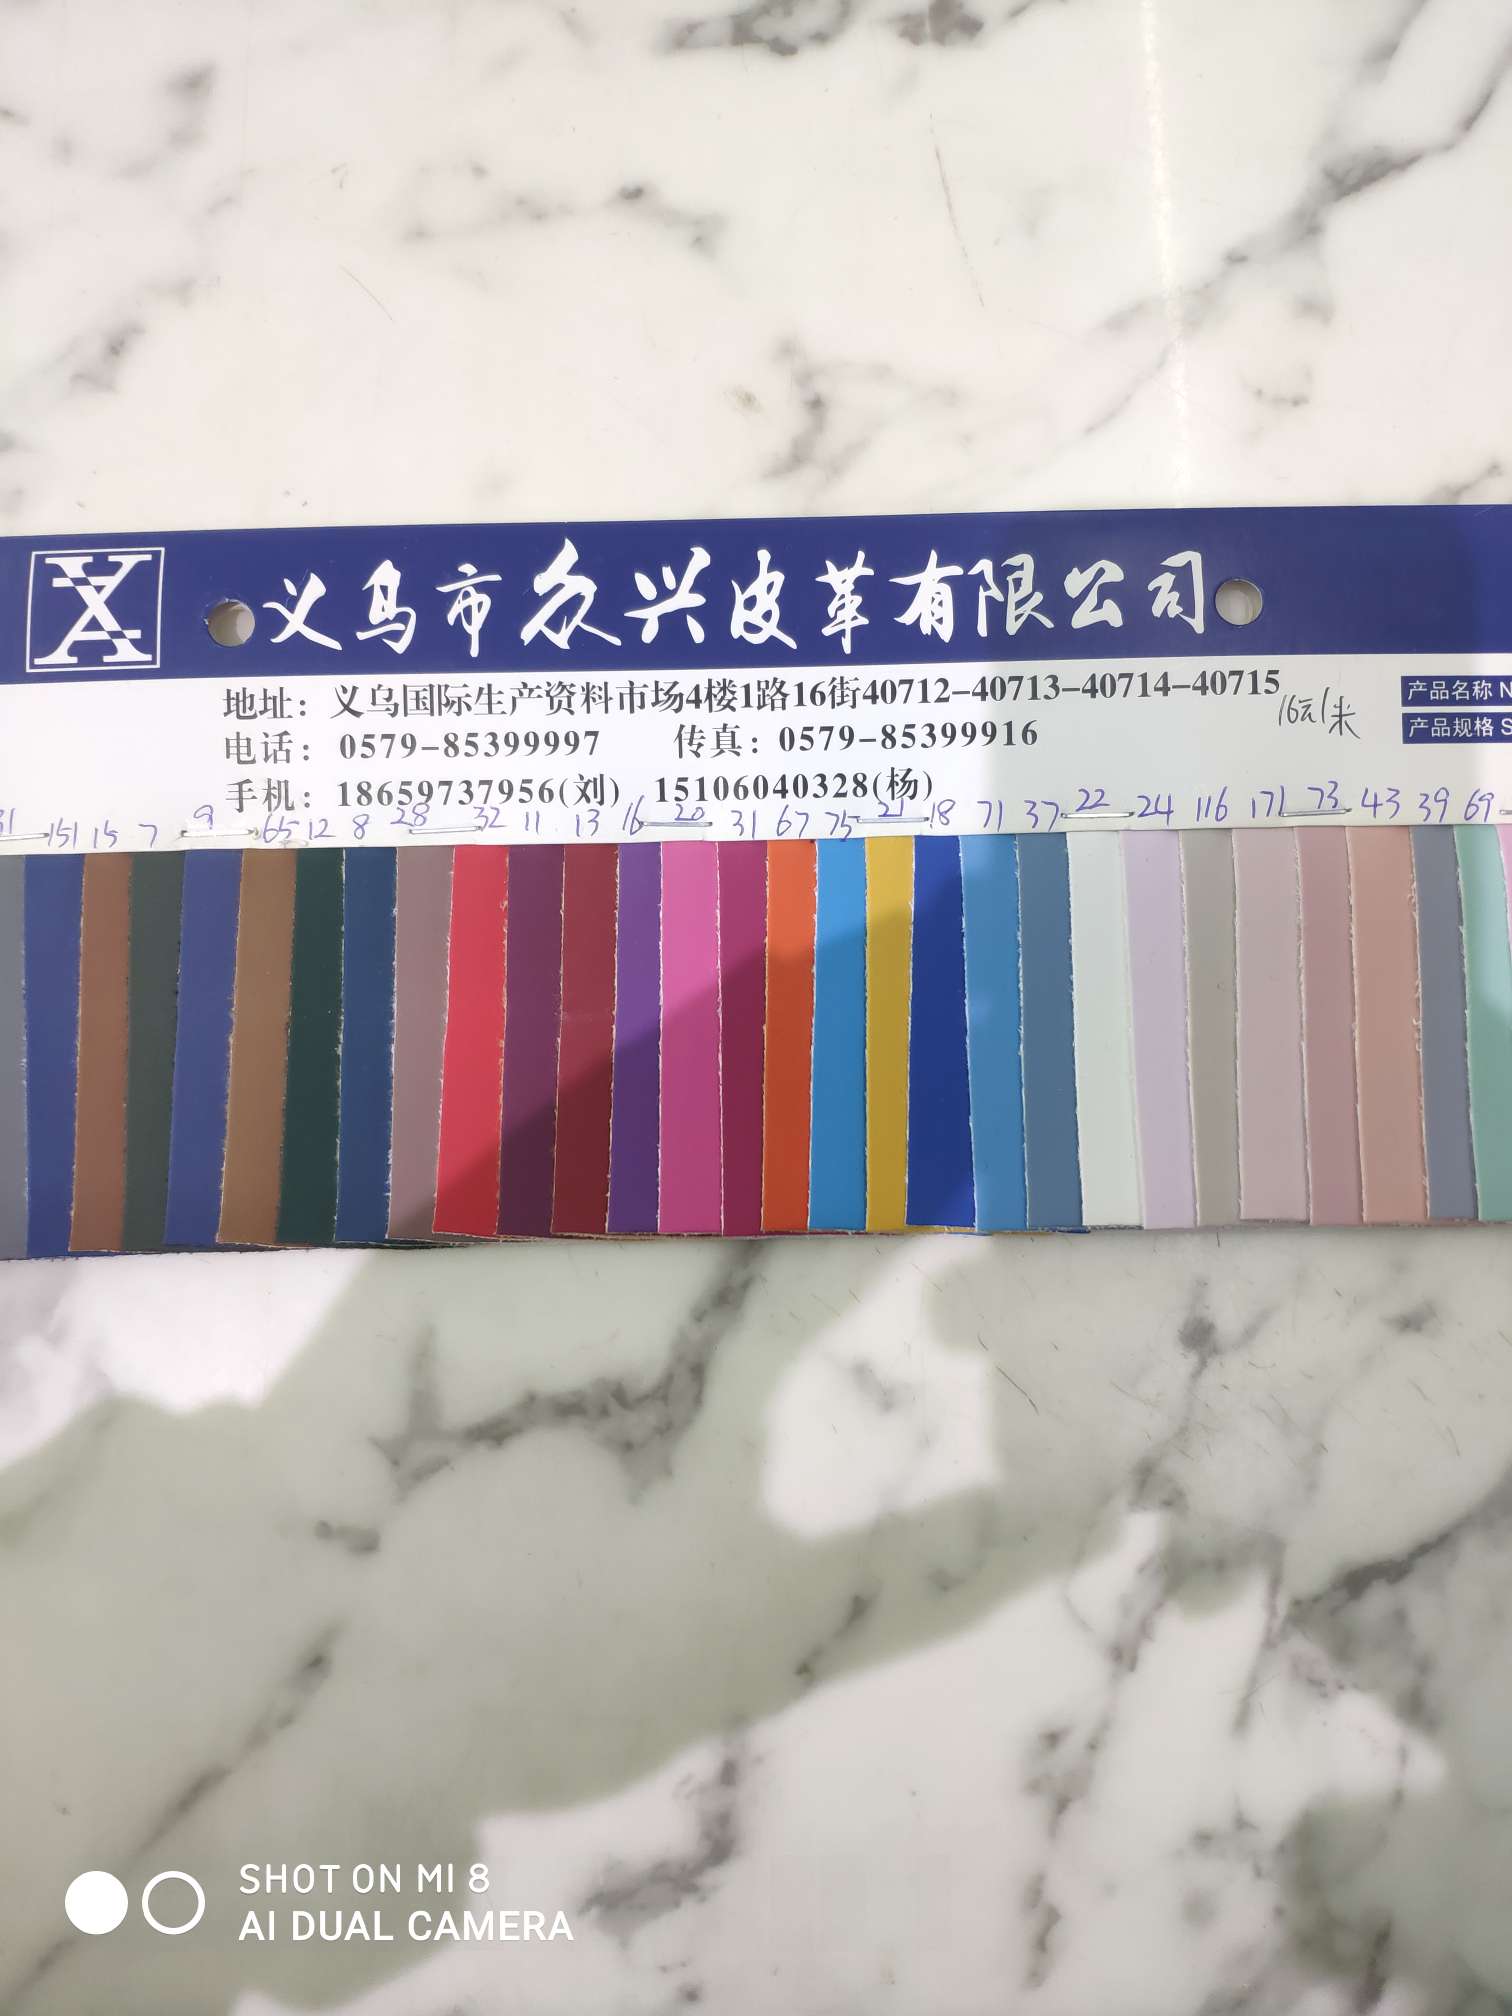 义乌市众兴皮革有限公司
地址：义乌国际生产资料市场4楼1路16街40712-40713-40714-40715
16元/米
产品名称 N
产品规格 S
电话：0579-85399997 传真：0579-85399916
手机：18659737956(刘) 15106040328(杨)
151 15 7 9 65 12 8 28 32 11 13 16 20 31 67 75 21 18 71 37 22 24 116 171 73 43 39 69
SHOT ON MI 8
AI DUAL CAMERA